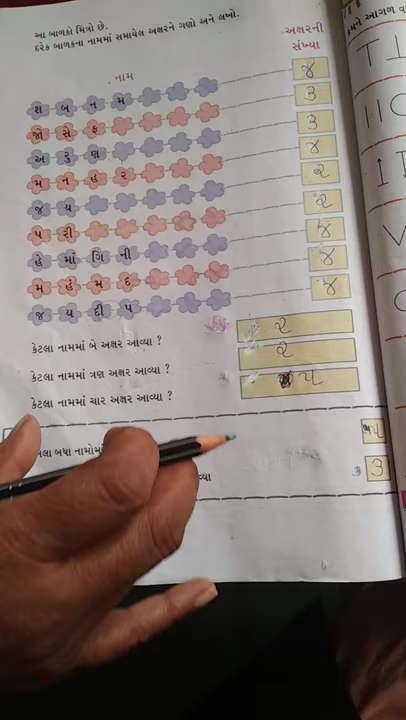 આ બાળકો મિત્રો છે.
દરેક બાળકના નામમાં સમાયેલ અક્ષરને ગણો અને લખો.
નામ
અક્ષરની સંખ્યા
શ બ ન મ ૪
જો સે ફ ૩
અ રુ ણ ૩
મ ન હ ર ૪
જ ય ૨
પ રી ૨
હે માં ગિ ની ૪
મ હં મ દ ૪
જ ય દી પ ૪
કેટલા નામમાં બે અક્ષર આવ્યા ? ૨
કેટલા નામમાં ત્રણ અક્ષર આવ્યા ? ૨
કેટલા નામમાં ચાર અક્ષર આવ્યા ? ૫
બધા ૫
૩